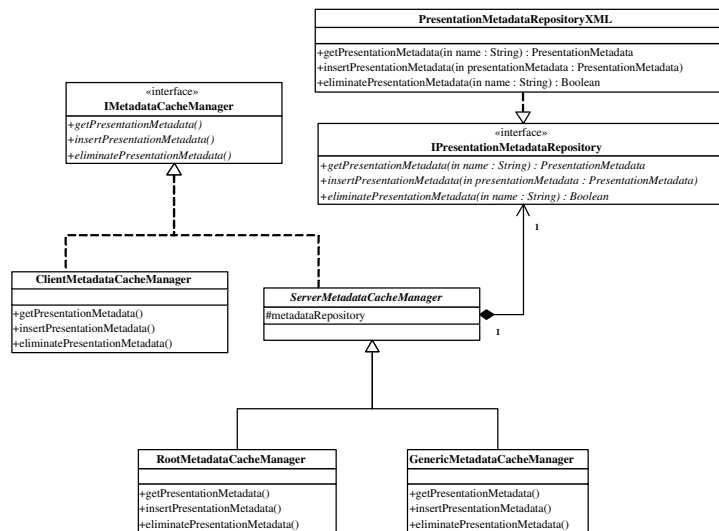 PresentationMetadataRepositoryXML
+getPresentationMetadata(in name : String) : PresentationMetadata
+insertPresentationMetadata(in presentationMetadata : PresentationMetadata)
+eliminatePresentationMetadata(in name : String) : Boolean
«interface»
IMetadataCacheManager
+getPresentationMetadata()
+insertPresentationMetadata()
+eliminatePresentationMetadata()
«interface»
IPresentationMetadataRepository
+getPresentationMetadata(in name : String) : PresentationMetadata
+insertPresentationMetadata(in presentationMetadata : PresentationMetadata)
+eliminatePresentationMetadata(in name : String) : Boolean
1
ClientMetadataCacheManager
+getPresentationMetadata()
+insertPresentationMetadata()
+eliminatePresentationMetadata()
ServerMetadataCacheManager
#metadataRepository
1
RootMetadataCacheManager
+getPresentationMetadata()
+insertPresentationMetadata()
+eliminatePresentationMetadata()
GenericMetadataCacheManager
+getPresentationMetadata()
+insertPresentationMetadata()
+eliminatePresentationMetadata()